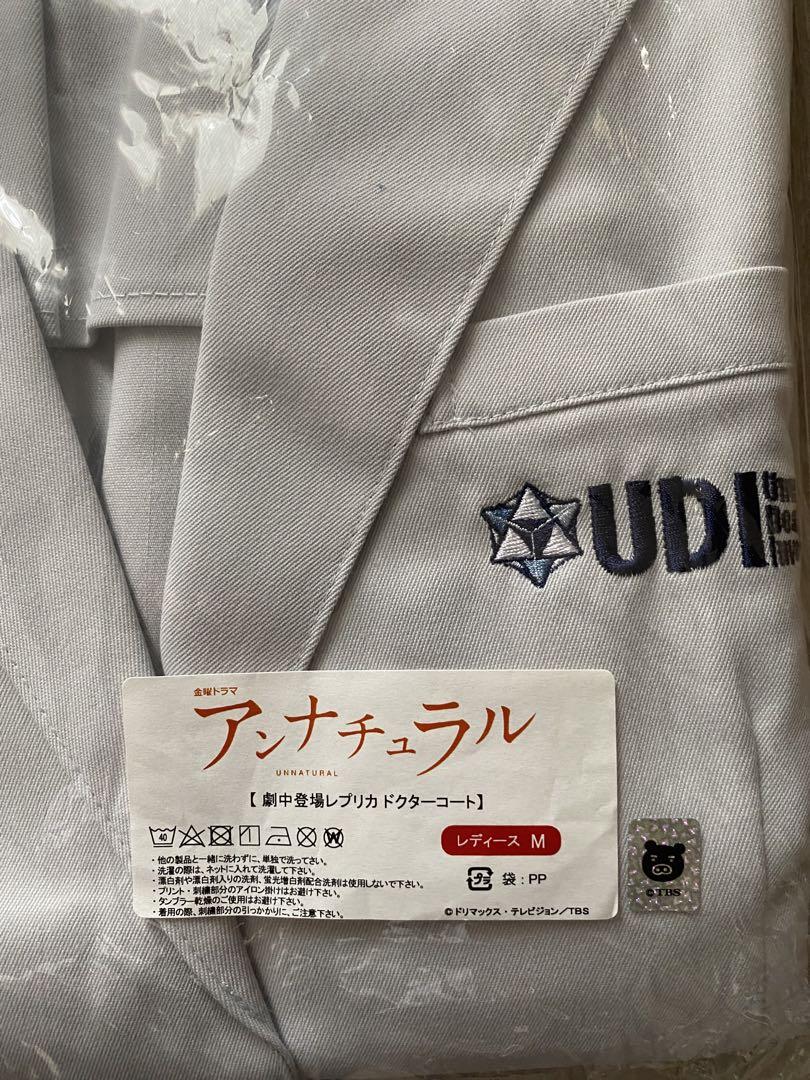 UDI
金曜トラマ
アンナチュラル
UNNATURAL
【 劇中登場レプリカ ドクターコート】
40
W
レディース M
・他の製品と一緒に洗わずに、単独で洗ってさい。
・洗濯の際は、ネットに入れて洗濯して下さい。
・漂白剤や漂白剤入りの洗剤、蛍光増白剤配合洗剤は使用しないで下さい。
・プリント・刺繍部分のアイロン掛けはお避け下さい。
・タンブラー乾燥のご使用はお避け下さい。
・着用の際、刺繍部分の引っかかりに、ご注意下さい。
プラ 袋:PP
©ドリマックス・テレビジョン/TBS
©TBS